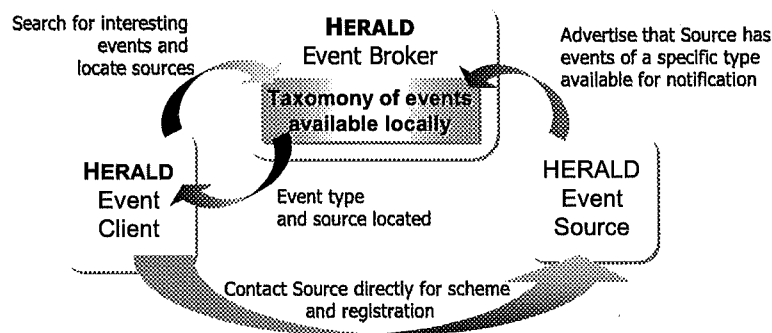 Search for interesting
events and
locate sources
HERALD
Event Broker
Taxomony of events
available locally
Advertise that Source has
events of a specific type
available for notification
HERALD
Event
Client
Event type
and source located
HERALD
Event
Source
Contact Source directly for scheme
and registration